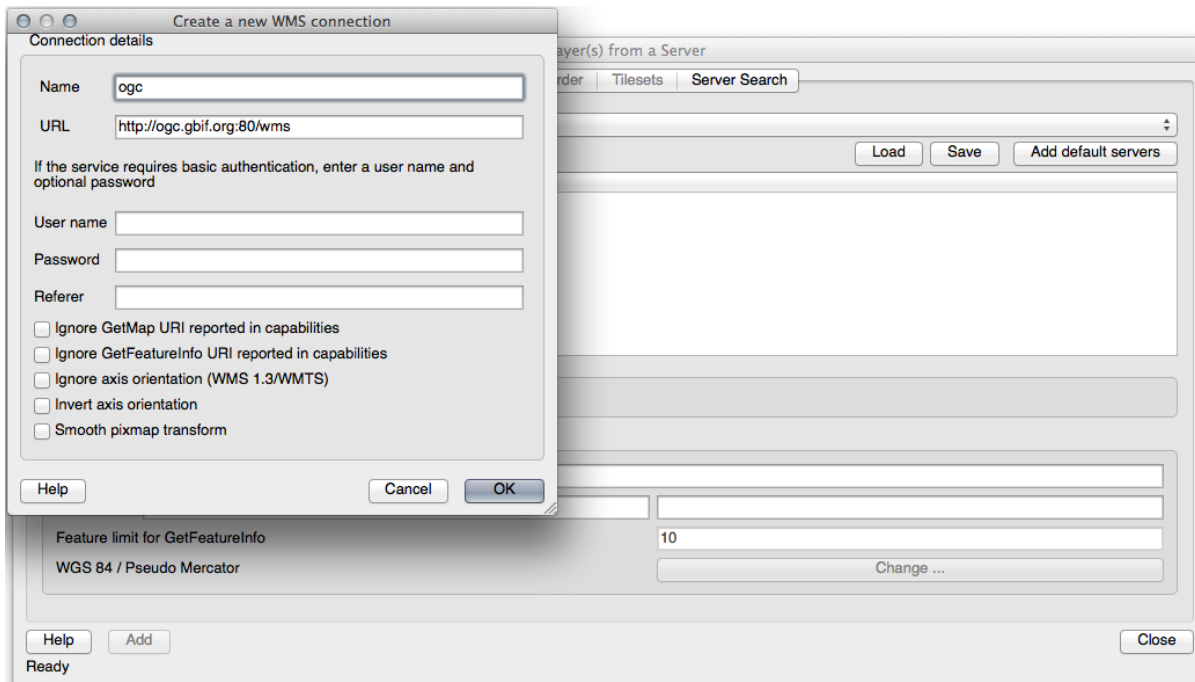 Create a new WMS connection
Connection details
Name
ogc
URL
http://ogc.gbif.org:80/wms
If the service requires basic authentication, enter a user name and
optional password
User name
Password
Referer
Ignore GetMap URI reported in capabilities
Ignore GetFeatureInfo URI reported in capabilities
Ignore axis orientation (WMS 1.3/WMTS)
Invert axis orientation
Smooth pixmap transform
Help
Cancel
OK
from a Server
Tilesets
Server Search
Load
Save
Add default servers
Feature limit for GetFeatureInfo
10
WGS 84 / Pseudo Mercator
Change ...
Help
Add
Close
Ready